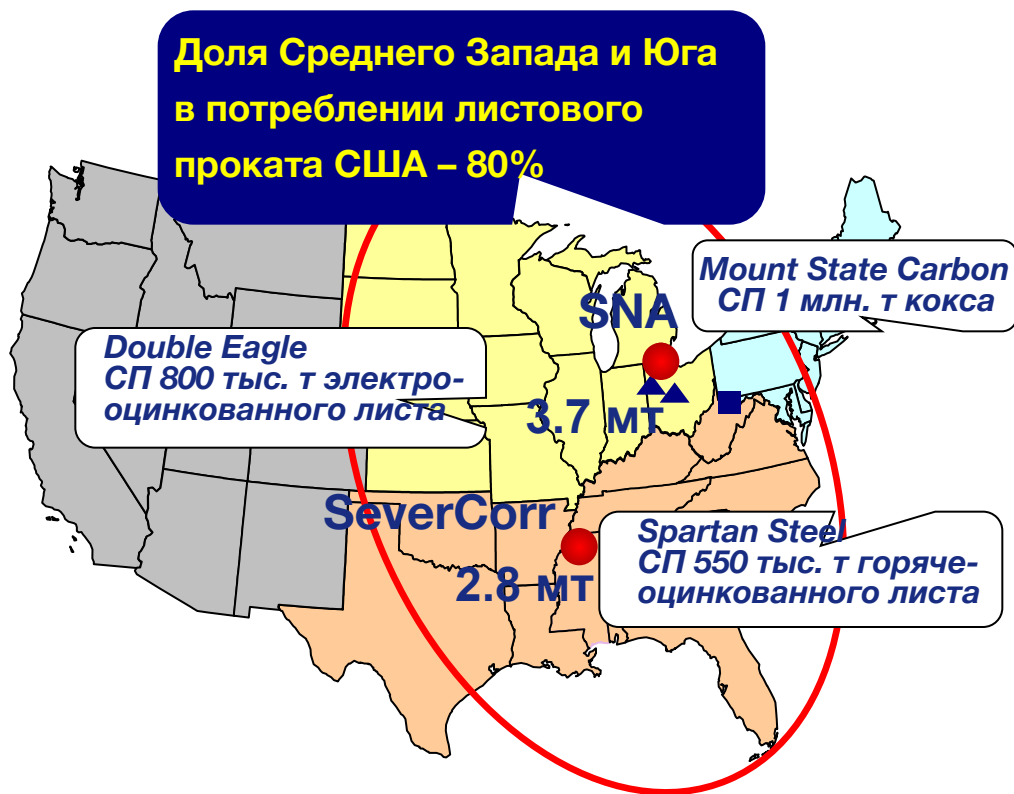 Доля Среднего Запада и Юга
в потреблении листового
проката США – 80%
Mount State Carbon
СП 1 млн. т кокса
SNA
Double Eagle
СП 800 тыс. т электро-
оцинкованного листа
3.7 мт
SeverCorr
2.8 мт
Spartan Steel
СП 550 тыс. т горяче-
оцинкованного листа